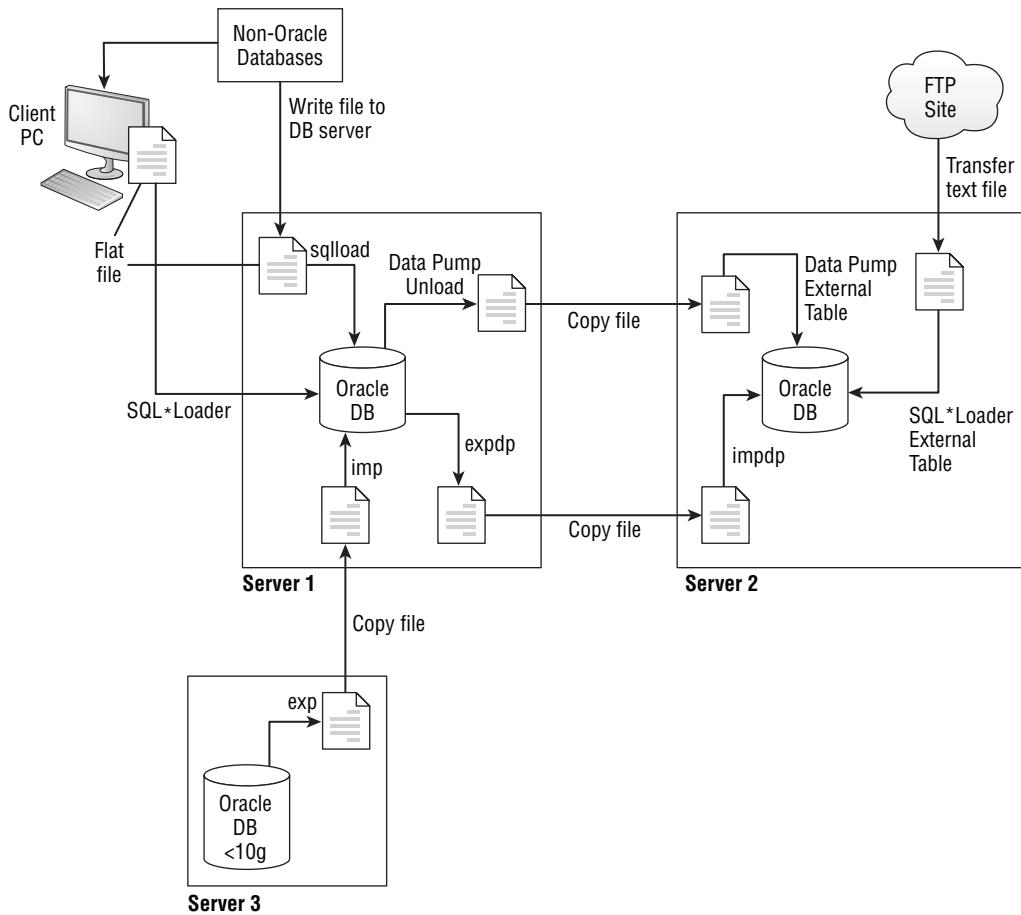 Non-Oracle
Databases
Client
PC
Write file to
DB server
FTP
Site
Transfer
text file
Flat
file
sqlload
Data Pump
Unload
Copy file
Data Pump
External
Table
Oracle
DB
Oracle
DB
SQL*Loader
SQL*Loader
External
Table
imp
expdp
impdp
Copy file
Server 1
Server 2
Copy file
exp
Oracle
DB
<10g
Server 3